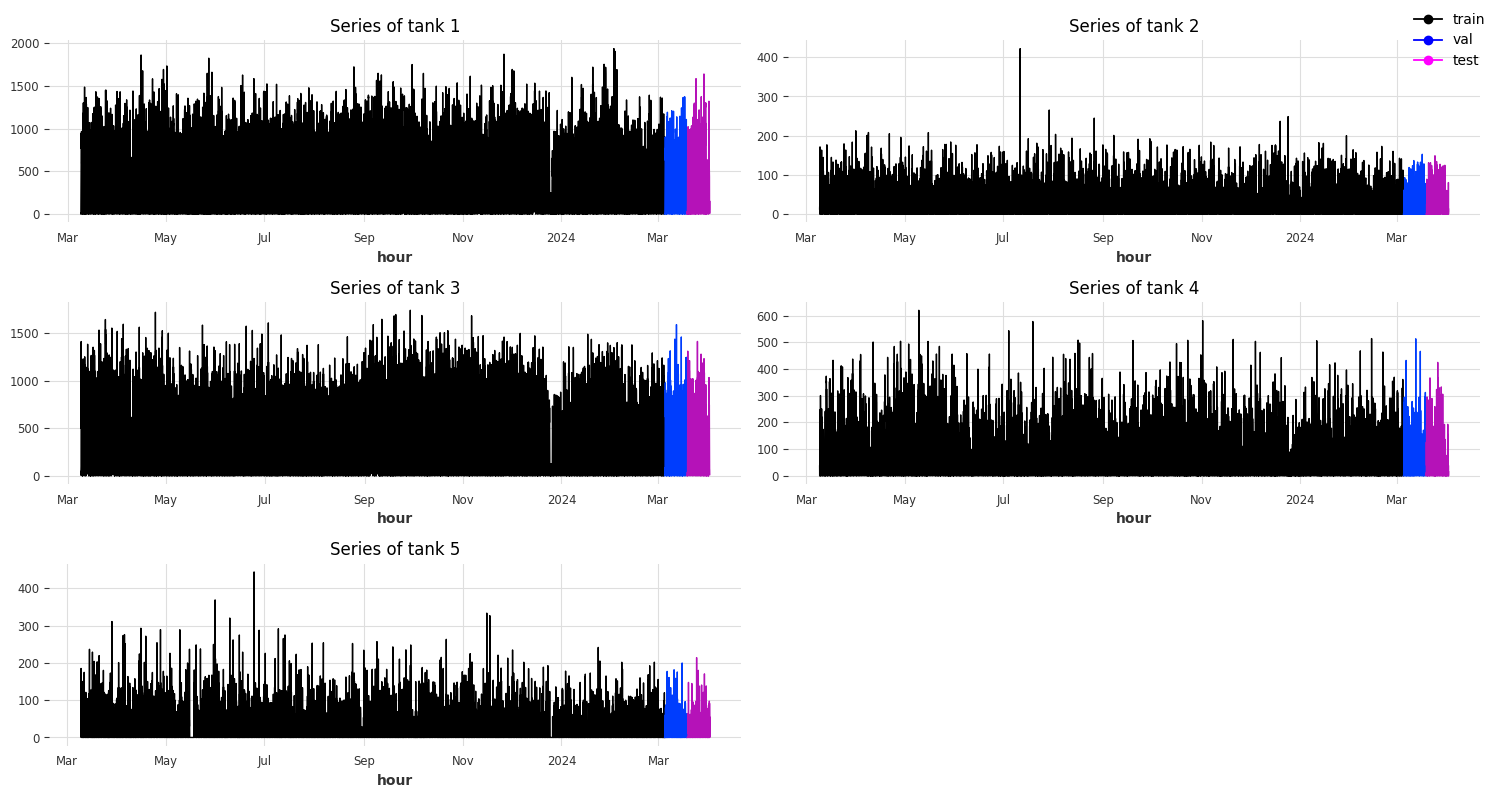 Series of tank 1
2000
1500
1000
500
0
Mar May Jul Sep Nov 2024 Mar
hour
Series of tank 2
400
300
200
100
0
Mar May Jul Sep Nov 2024 Mar
hour
train
val
test
Series of tank 3
1500
1000
500
0
Mar May Jul Sep Nov 2024 Mar
hour
Series of tank 4
600
500
400
300
200
100
0
Mar May Jul Sep Nov 2024 Mar
hour
Series of tank 5
400
300
200
100
0
Mar May Jul Sep Nov 2024 Mar
hour